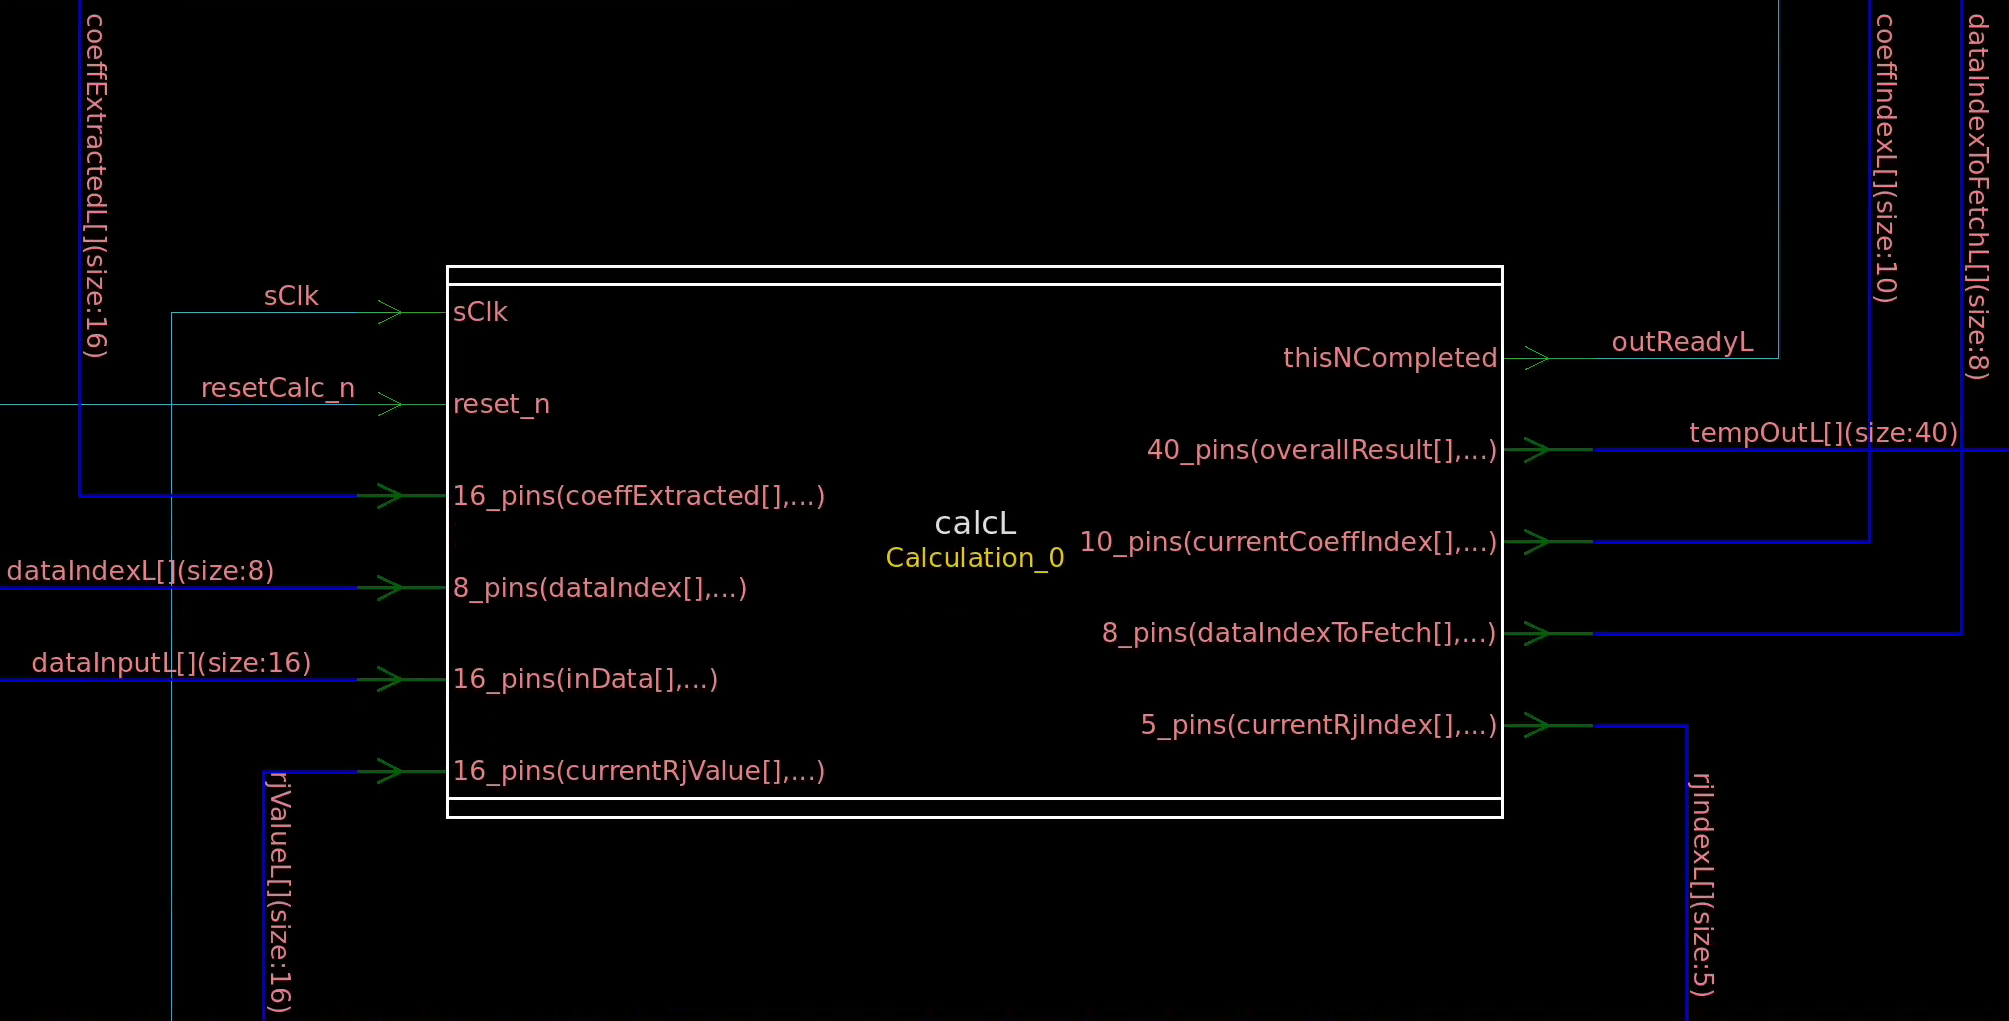 coeffExtractedL[](size:16)
coeffIndexL[](size:10)
dataIndexToFetchL[](size:8)
sClk
sClk
outReadyL
thisNCompleted
resetCalc_n
reset_n
tempOutL[](size:40)
40_pins(overallResult[],...)
16_pins(coeffExtracted[],...)
calcL
Calculation_0
10_pins(currentCoeffIndex[],...)
dataIndexL[](size:8)
8_pins(dataIndex[],...)
8_pins(dataIndexToFetch[],...)
dataInputL[](size:16)
16_pins(inData[],...)
5_pins(currentRjIndex[],...)
16_pins(currentRjValue[],...)
rjValueL[](size:16)
rjIndexL[](size:5)